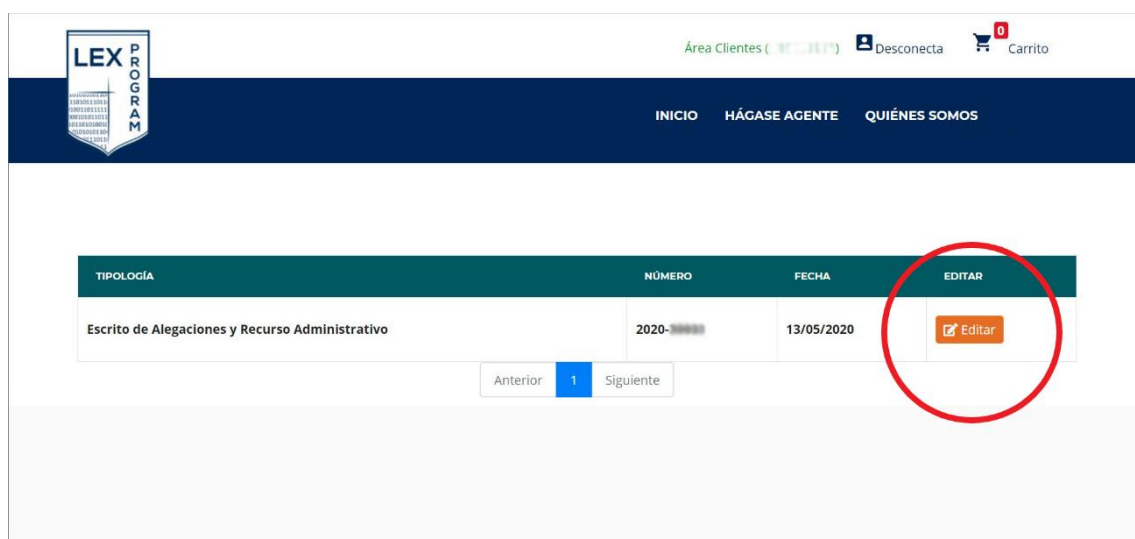 LEX PROGRAM
Área Clientes ( ) Desconecta 0 Carrito
INICIO HÁGASE AGENTE QUIÉNES SOMOS
TIPOLOGÍA NÚMERO FECHA EDITAR
Escrito de Alegaciones y Recurso Administrativo 2020- 13/05/2020 Editar
Anterior 1 Siguiente